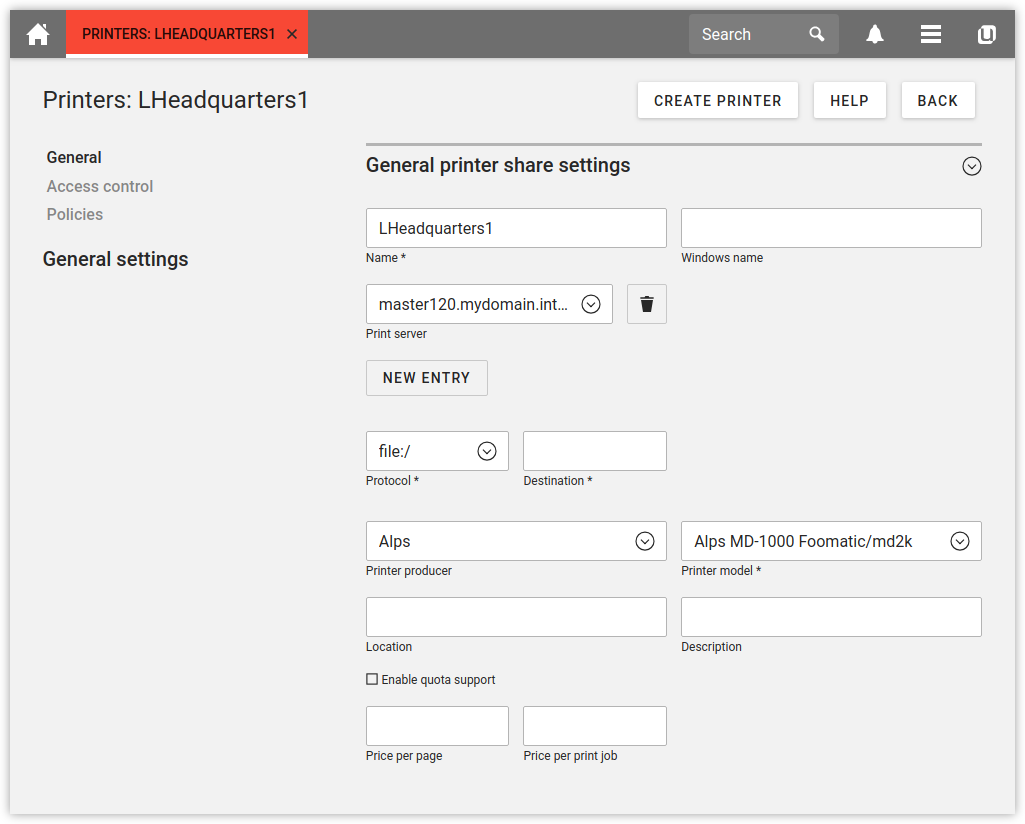 PRINTERS: LHEADQUARTERS1
Search
Printers: LHeadquarters1
CREATE PRINTER
HELP
BACK
General
Access control
Policies
General settings
General printer share settings
LHeadquarters1
Name *
Windows name
master120.mydomain.int...
Print server
NEW ENTRY
file:/
Protocol *
Destination *
Alps
Alps MD-1000 Foomatic/md2k
Printer producer
Printer model *
Location
Description
Enable quota support
Price per page
Price per print job